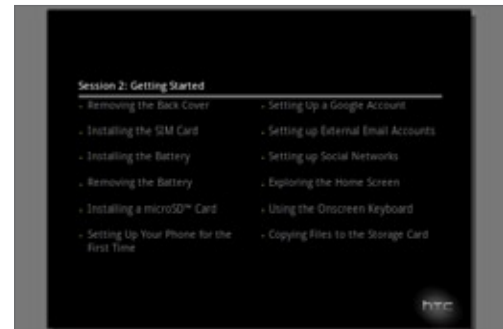 Session 2: Getting Started
- Removing the Back Cover
- Installing the SIM Card
- Installing the Battery
- Removing the Battery
- Installing a microSD™ Card
- Setting Up Your Phone for the
First Time
- Setting Up a Google Account
- Setting up External Email Accounts
- Setting up Social Networks
- Exploring the Home Screen
- Using the Onscreen Keyboard
- Copying Files to the Storage Card
hTC